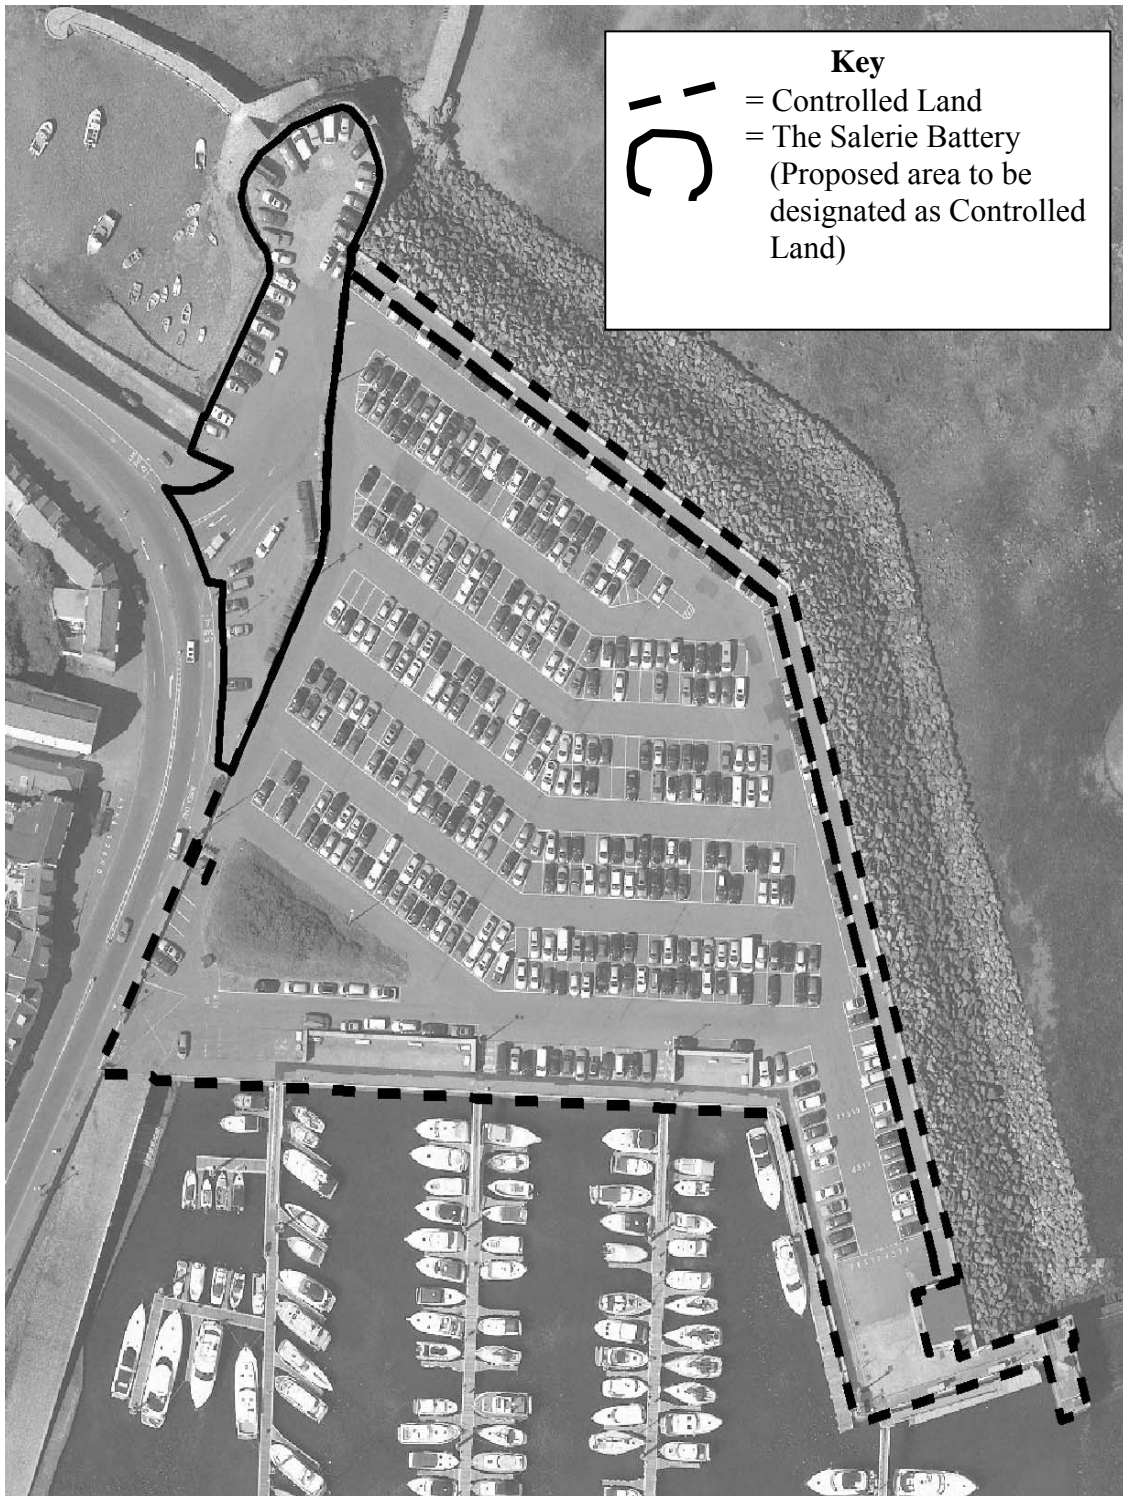 Key
= Controlled Land
= The Salerie Battery
(Proposed area to be
designated as Controlled
Land)